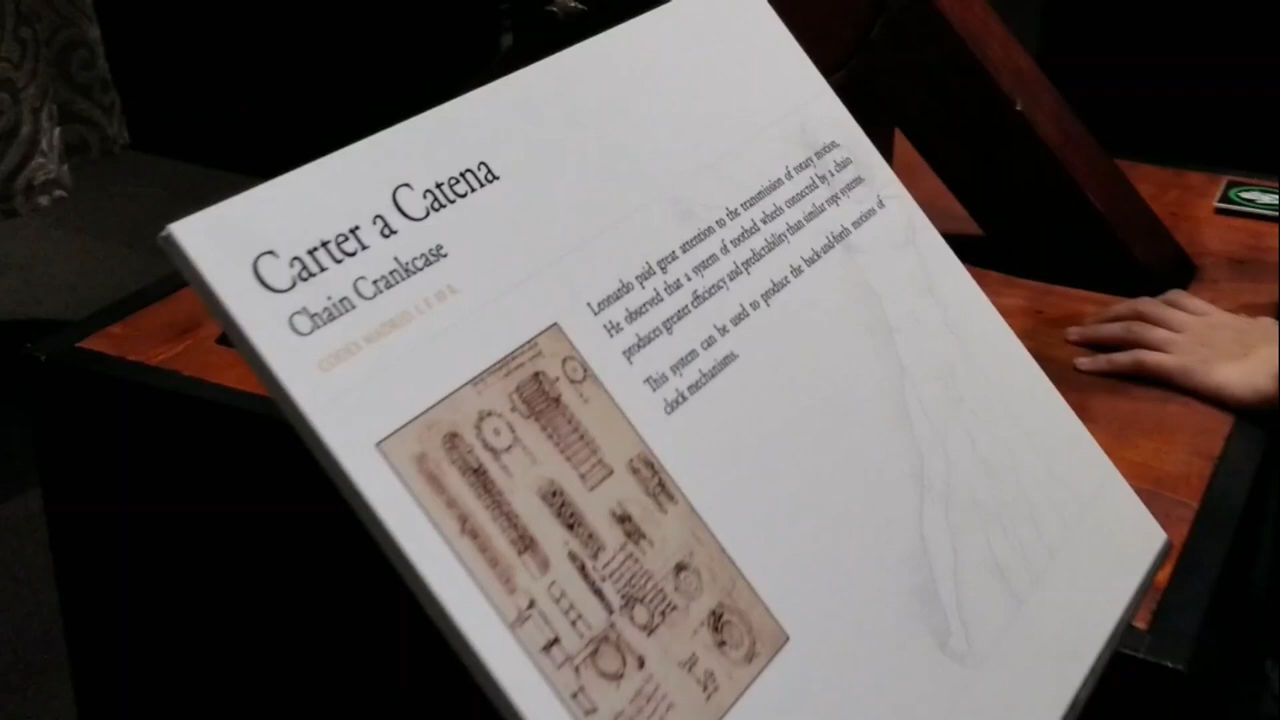 Carter a Catena
Chain Crankcase
CODEX MADRID I, F.
Leonardo paid great attention to the transmission of rotary motion.
He observed that a system of toothed wheels connected by a chain
produces greater efficiency and predictability than similar rope systems.
This system can be used to produce the back-and-forth motions of
clock mechanisms.